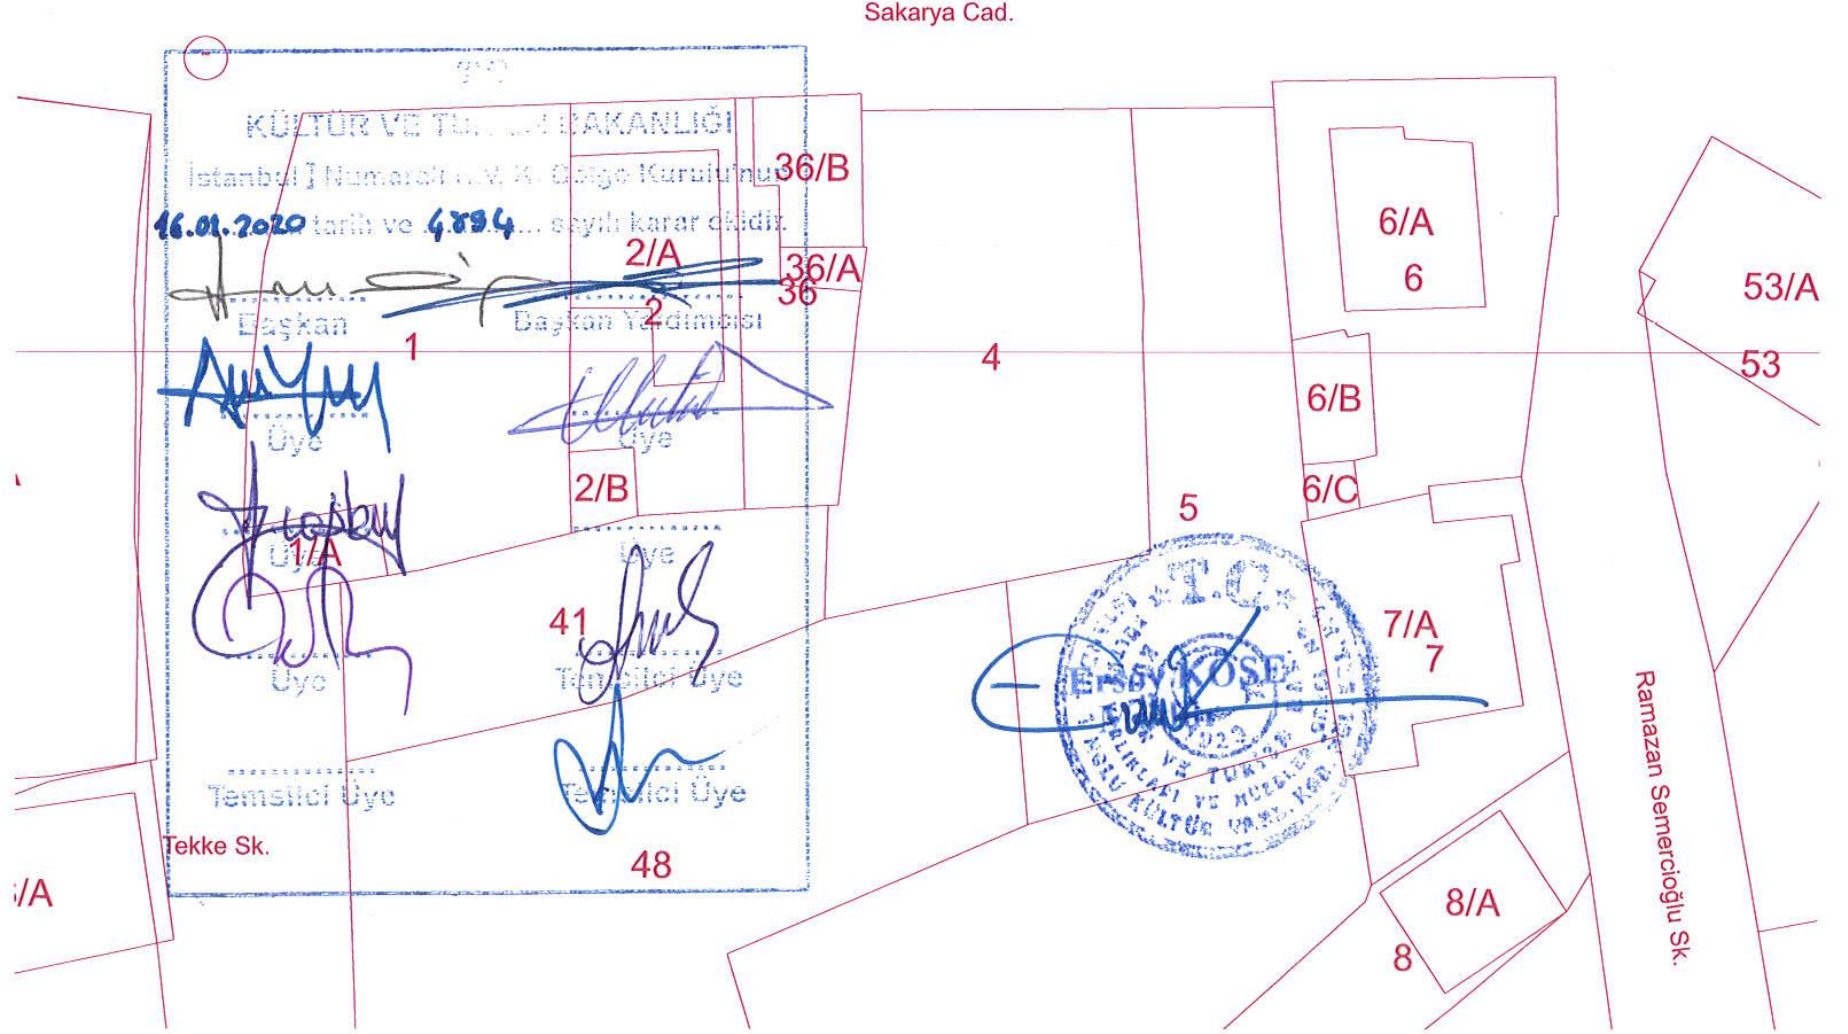 Sakarya Cad.
KÜLTÜR VE BAKANLIĞI
İstanbul I Numaralı K. V. K. Bölge Kurulu'nun
16.01.2020 tarih ve 4894 sayılı karar ekidir.
36/B
2/A
36/A
36
2
Başkan Başkan Yardımcısı
1
4
6/A
6
53/A
53
6/B
Üye Üye
2/B
6/C
5
Üye Üye
1/A
41
T.C.
7/A
7
Ersoy KÖSE
Üye Temsilci Üye
Temsilci Üye Temsilci Üye
Tekke Sk.
48
/A
8/A
8
Ramazan Semercioğlu Sk.